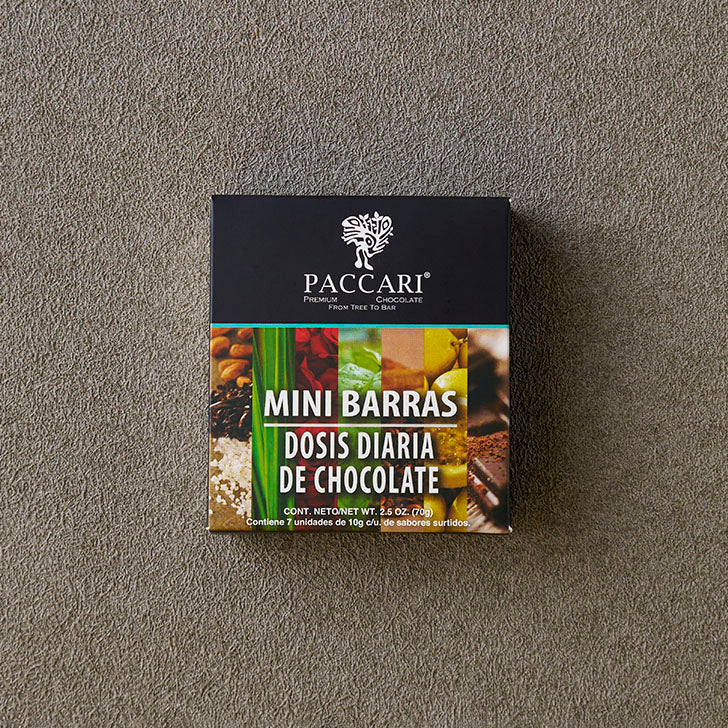 PACCARI®
PREMIUM CHOCOLATE
FROM TREE TO BAR
MINI BARRAS
DOSIS DIARIA
DE CHOCOLATE
CONT. NETO/NET WT. 2.5 OZ. (70g)
Contiene 7 unidades de 10g c/u. de sabores surtidos.